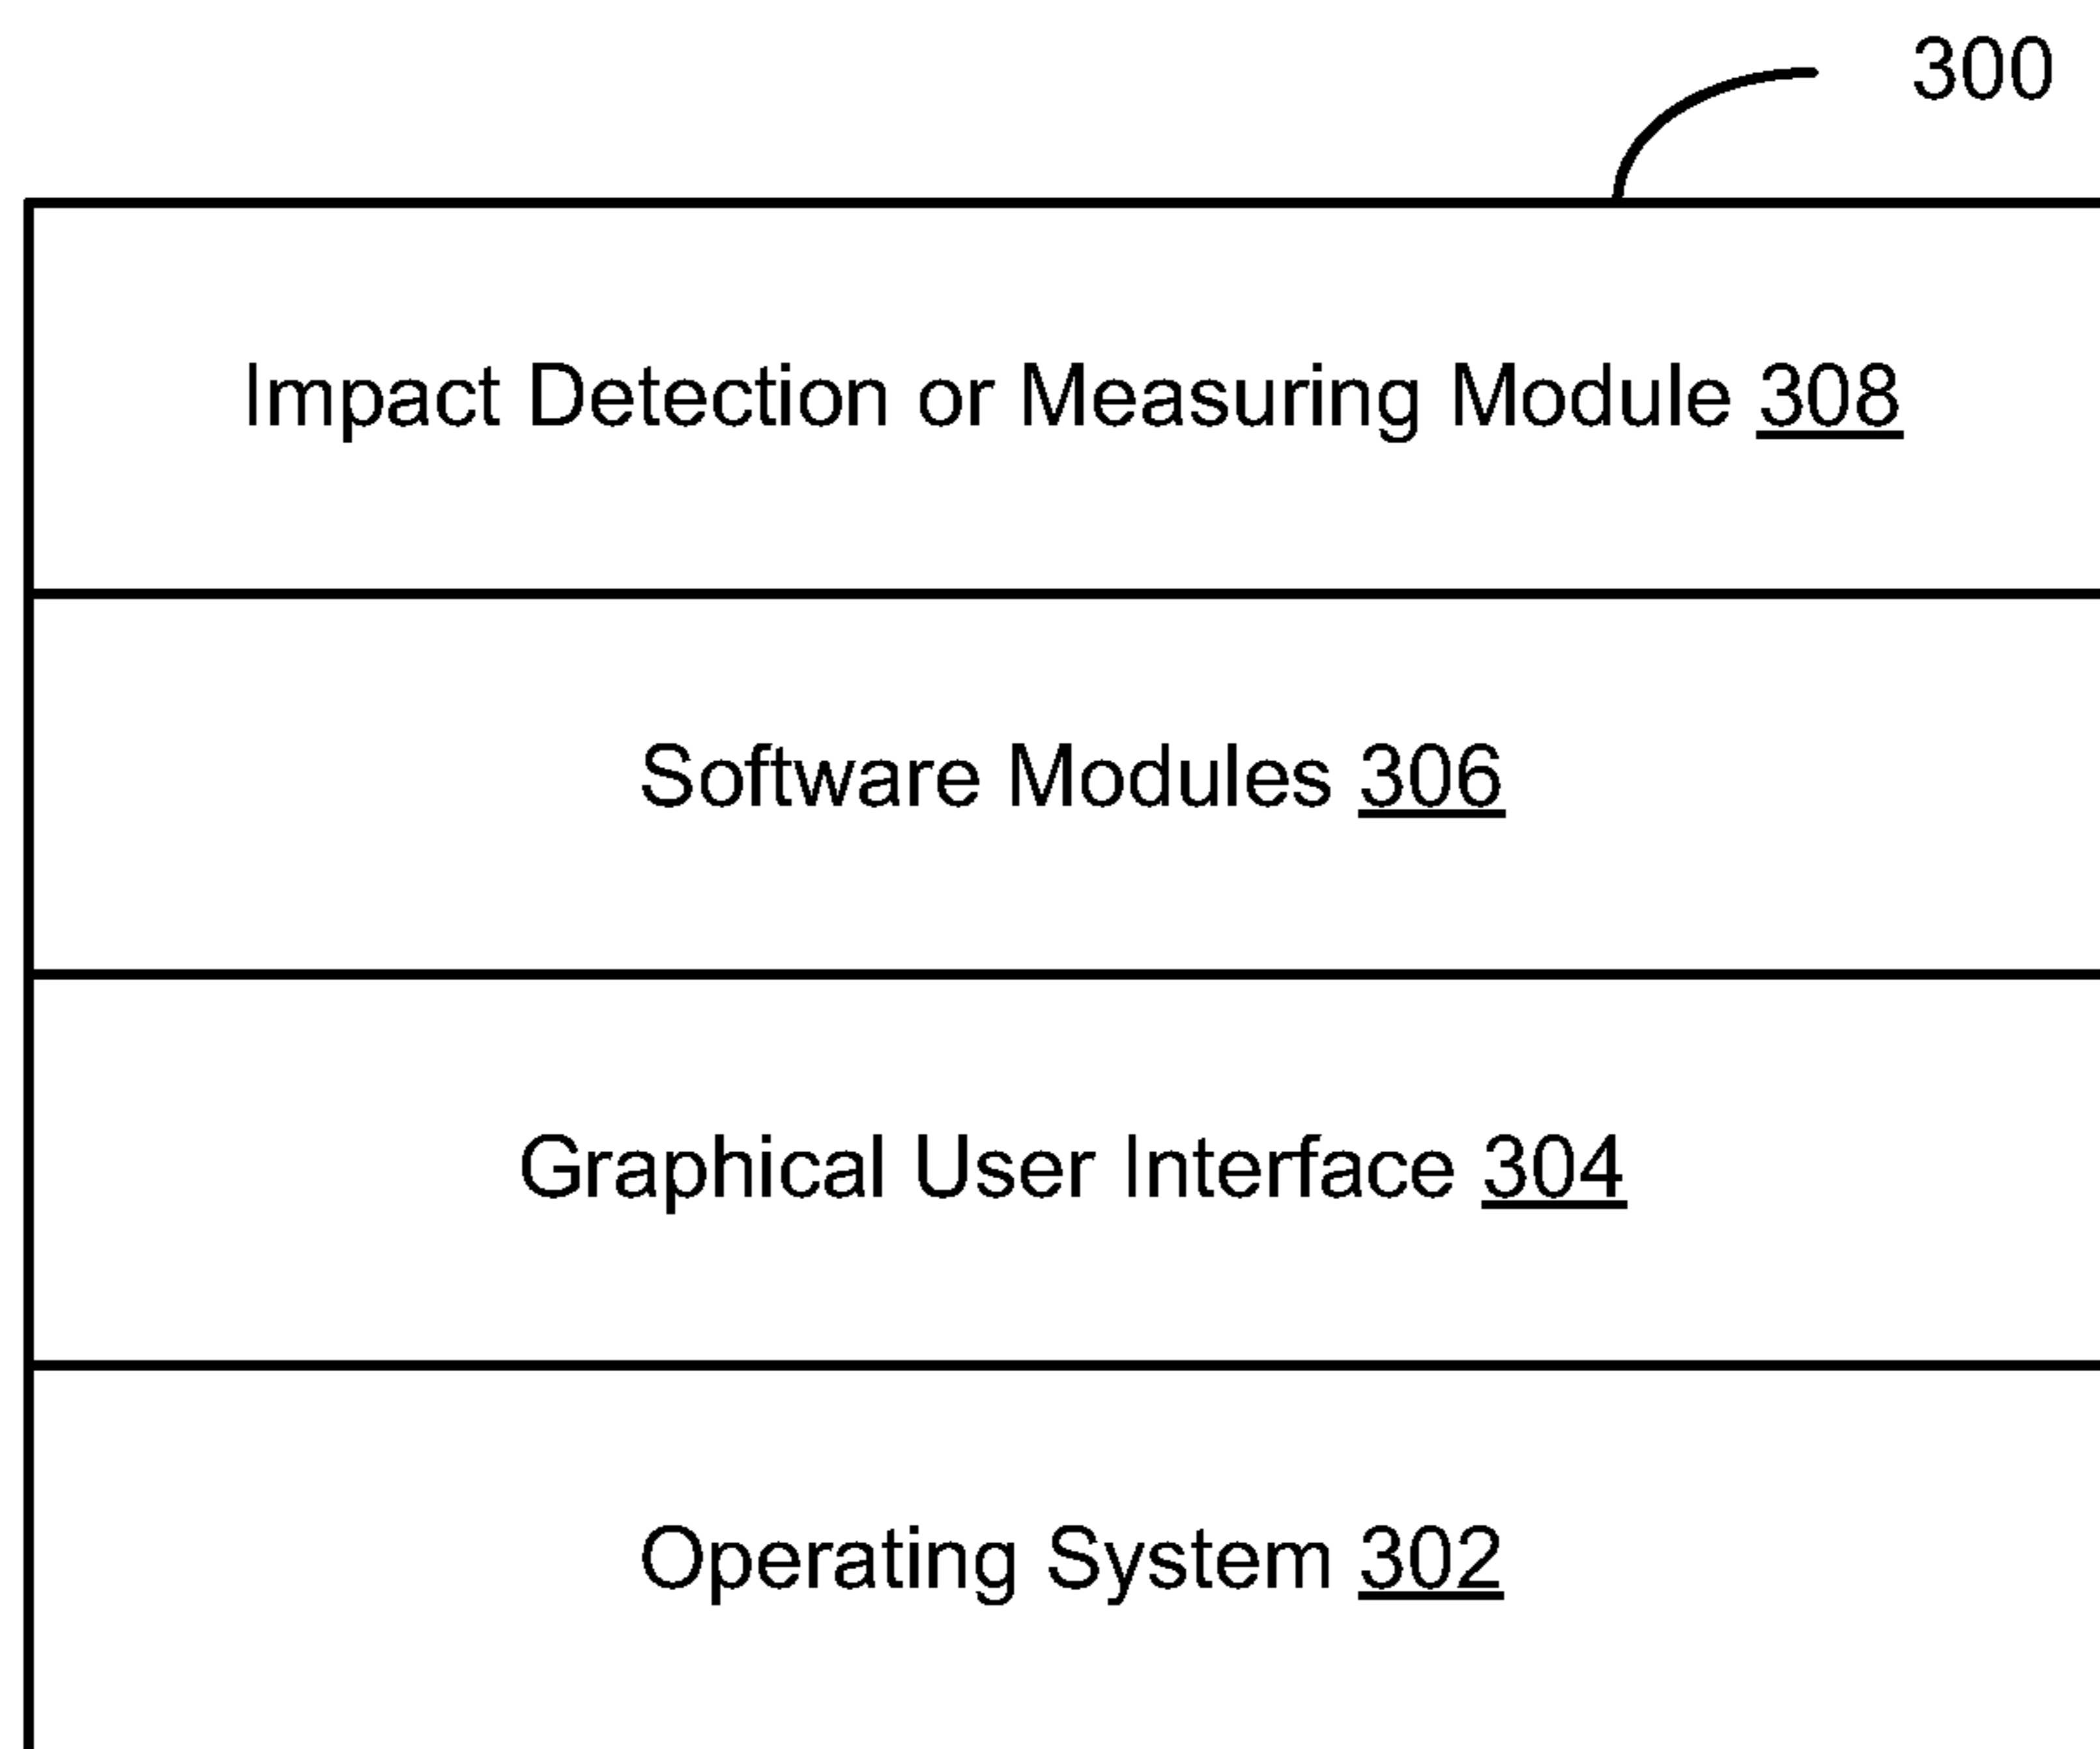 300
Impact Detection or Measuring Module 308
Software Modules 306
Graphical User Interface 304
Operating System 302